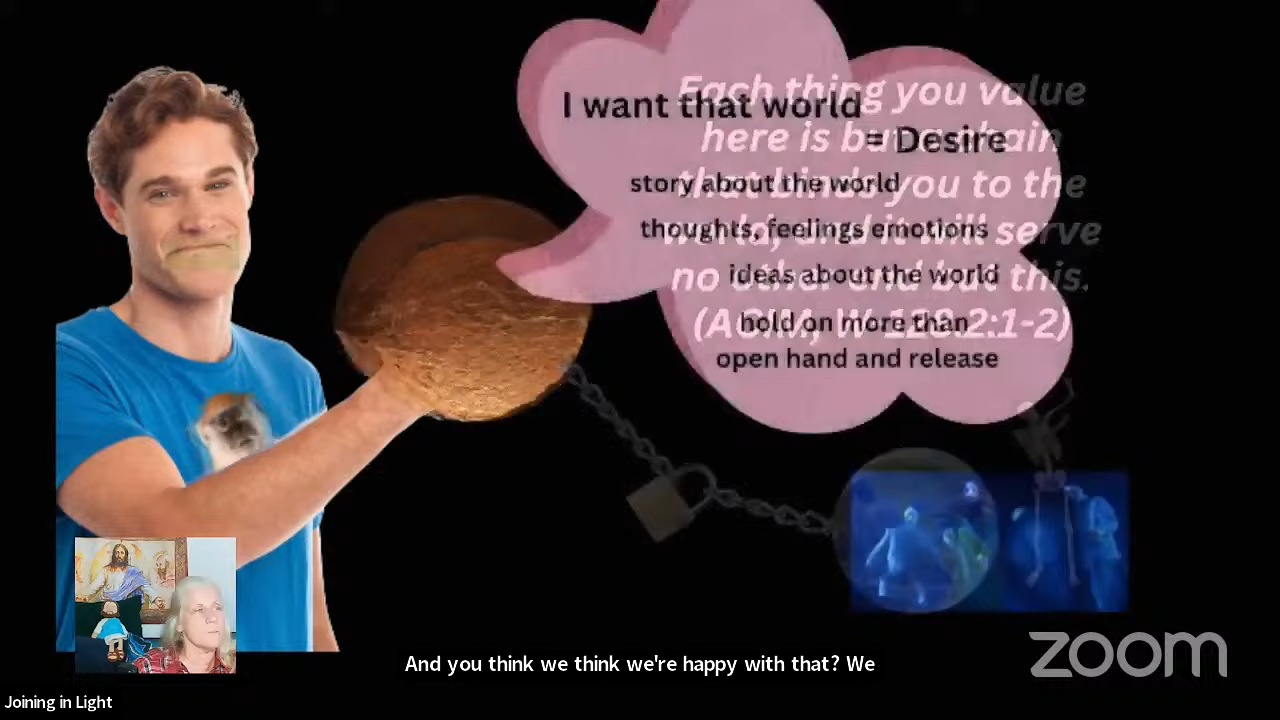 I want that world
= Desire
story about the world
thoughts, feelings emotions
ideas about the world
hold on more than
open hand and release
Each thing you value
here is but a chain
that binds you to the
world, and it will serve
no other end but this.
(ACIM, W-128.2:1-2)
And you think we think we're happy with that? We
zoom
Joining in Light